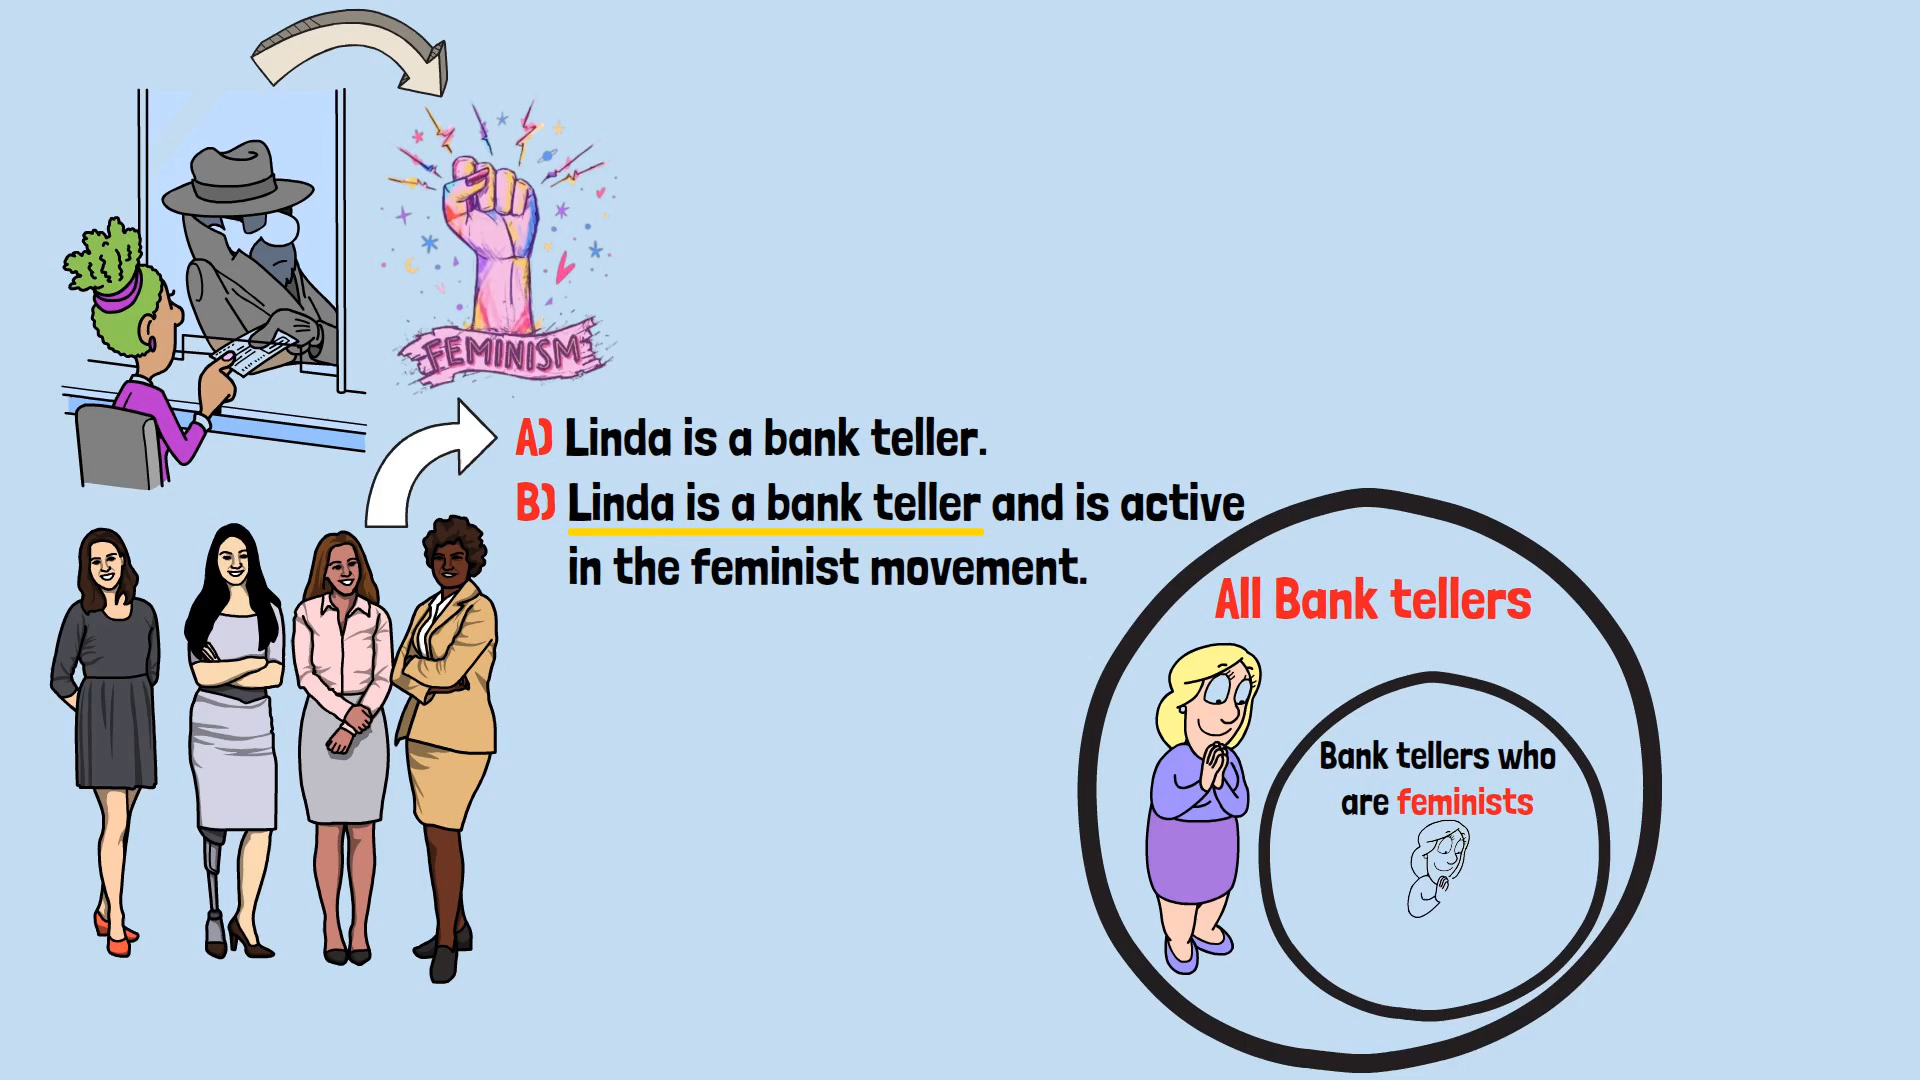 FEMINISM
A) Linda is a bank teller.
B) Linda is a bank teller and is active
in the feminist movement.
All Bank tellers
Bank tellers who
are feminists